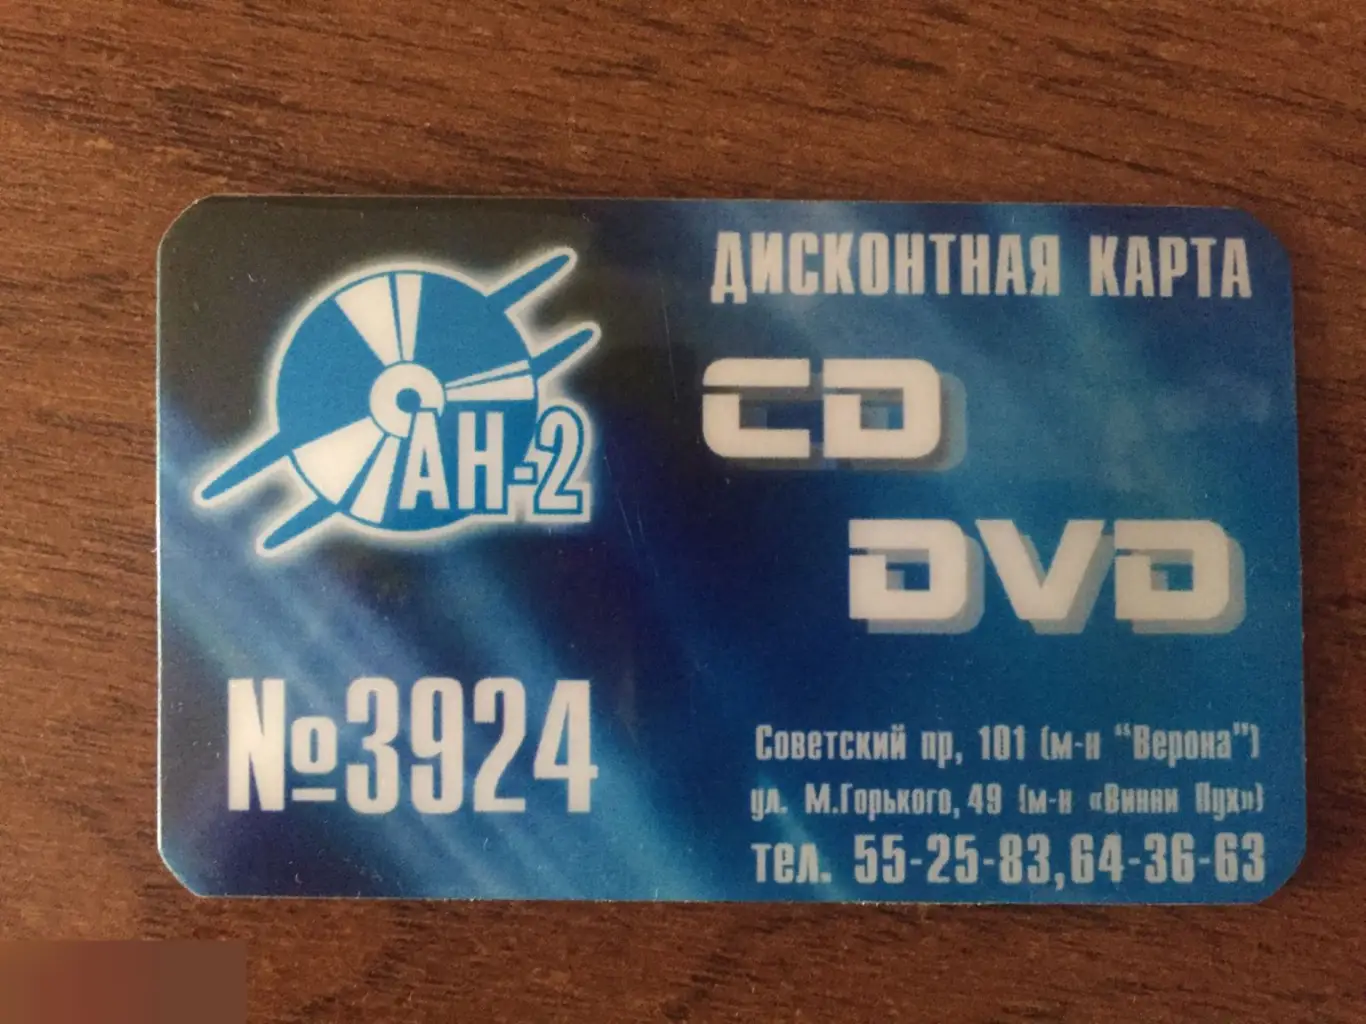 ДИСКОНТНАЯ КАРТА
АН-2
CD
DVD
№3924
Советский пр, 101 (м-н "Верона")
ул. М.Горького, 49 (м-н «Винни Пух»)
тел. 55-25-83,64-36-63